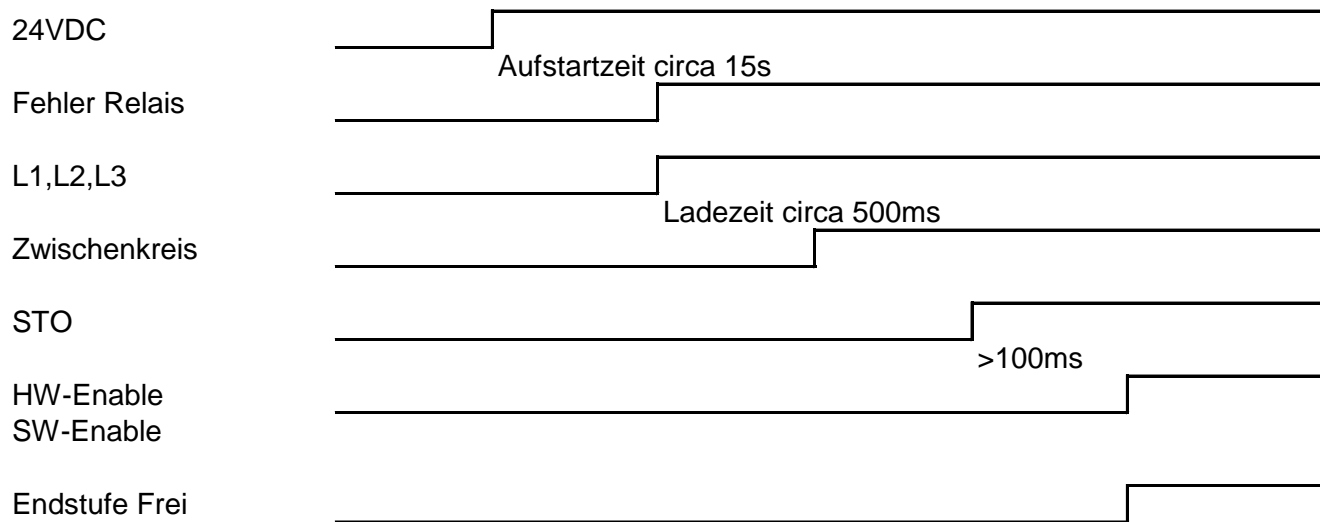 24VDC
Aufstartzeit circa 15s
Fehler Relais
L1,L2,L3
Ladezeit circa 500ms
Zwischenkreis
STO
>100ms
HW-Enable
SW-Enable
Endstufe Frei